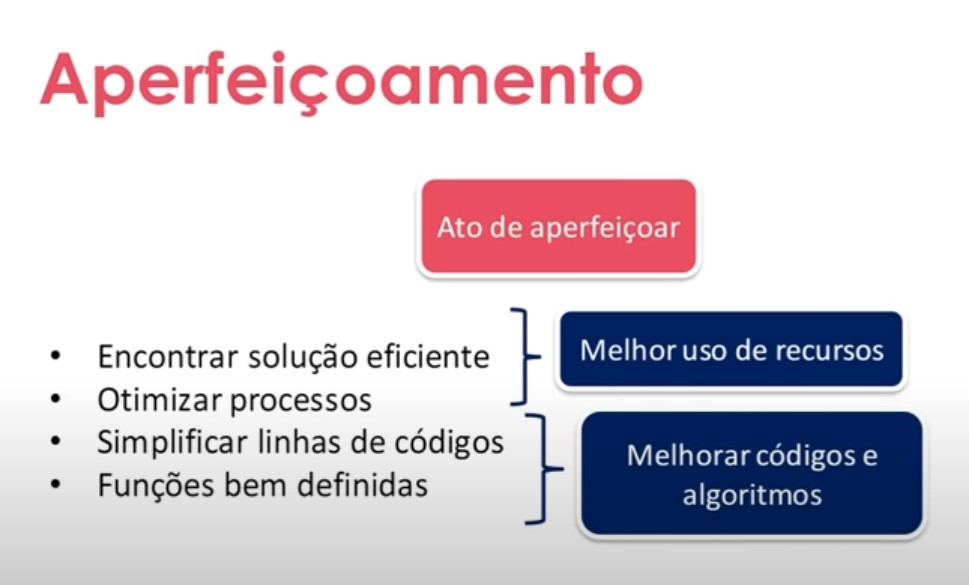 Aperfeiçoamento
Ato de aperfeiçoar
• Encontrar solução eficiente
• Otimizar processos
• Simplificar linhas de códigos
• Funções bem definidas
Melhor uso de recursos
Melhorar códigos e
algoritmos